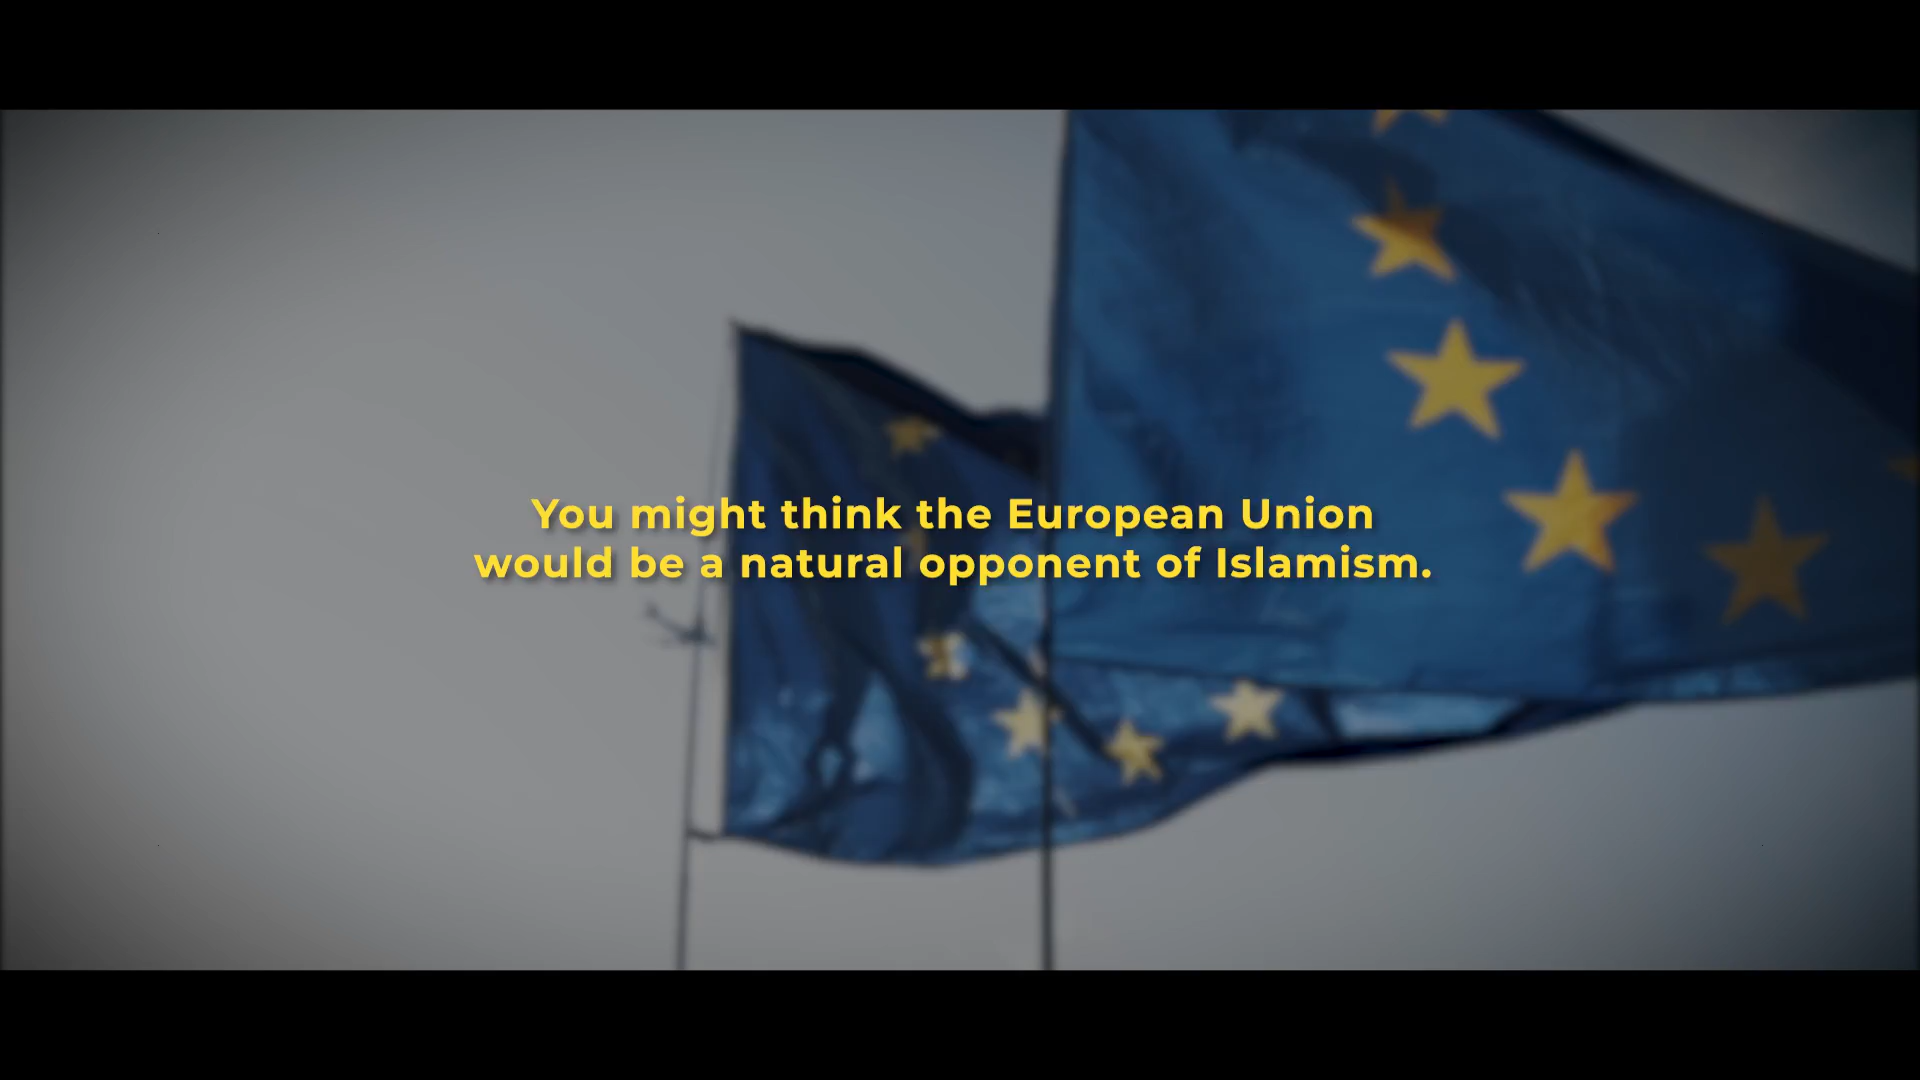 You might think the European Union
would be a natural opponent of Islamism.